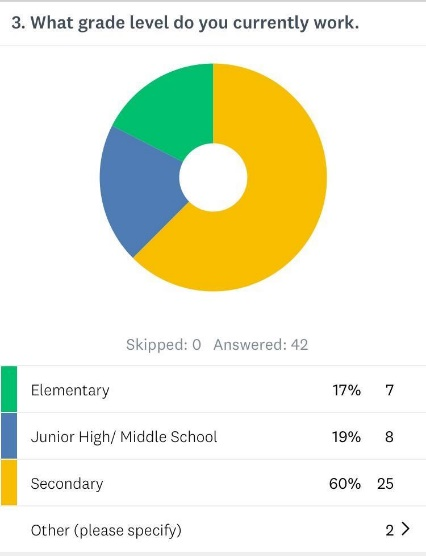 3. What grade level do you currently work.
Skipped: 0 Answered: 42
Elementary 17% 7
Junior High/ Middle School 19% 8
Secondary 60% 25
Other (please specify) 2 >